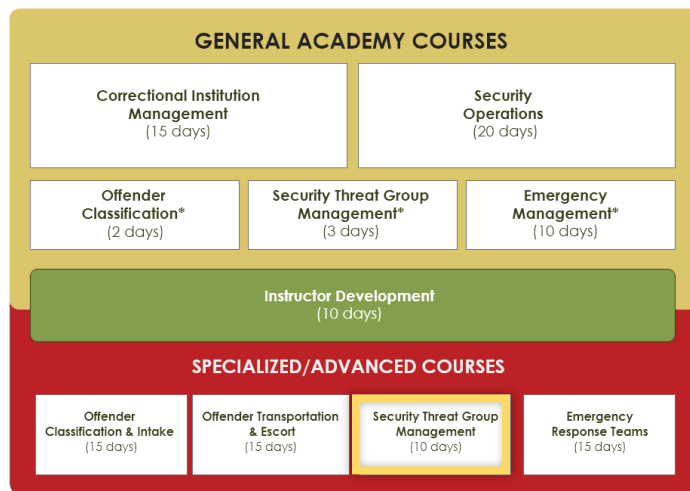 GENERAL ACADEMY COURSES
Correctional Institution
Management
(15 days)
Security
Operations
(20 days)
Offender
Classification*
(2 days)
Security Threat Group
Management*
(3 days)
Emergency
Management*
(10 days)
Instructor Development
(10 days)
SPECIALIZED/ADVANCED COURSES
Offender
Classification & Intake
(15 days)
Offender Transportation
& Escort
(15 days)
Security Threat Group
Management
(10 days)
Emergency
Response Teams
(15 days)